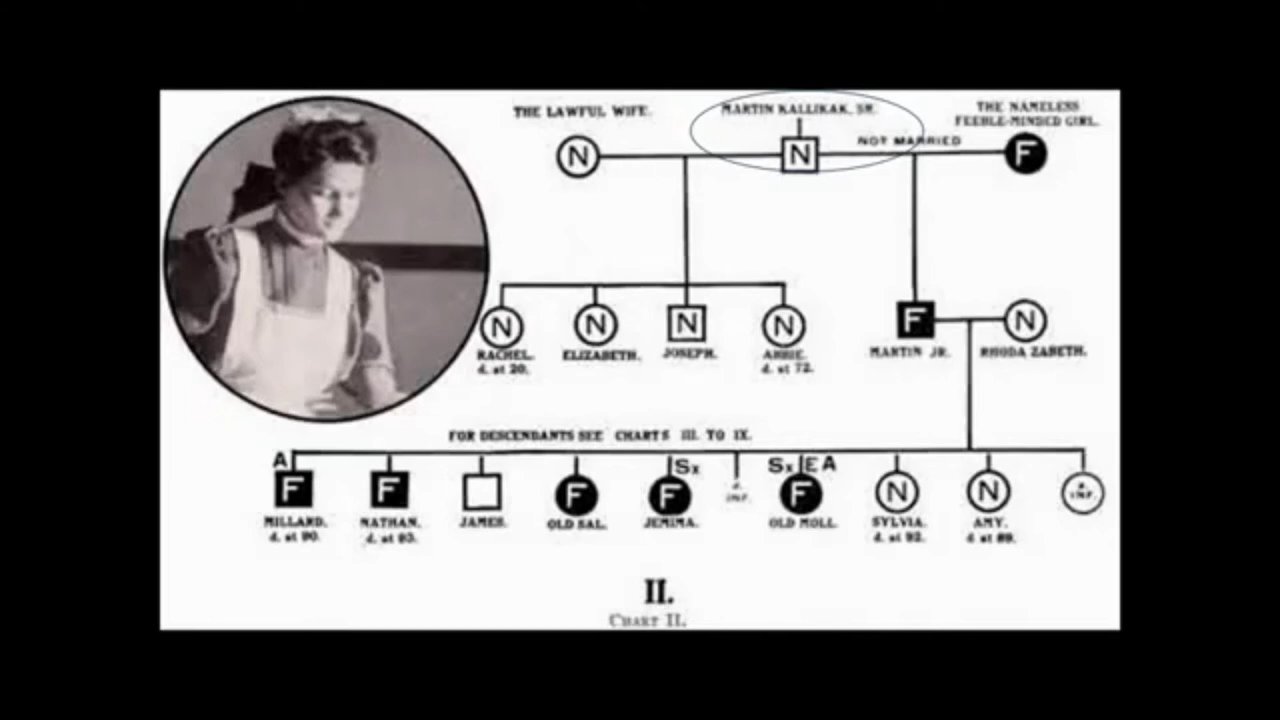 THE LAWFUL WIFE.
MARTIN KALLIKAK, SR.
THE NAMELESS
FEEBLE-MINDED GIRL.
NOT MARRIED
N
N
F
N
N
N
N
F
N
RACHEL.
d. at 20.
ELIZABETH.
JOSEPH.
ABBIE.
d. at 72.
MARTIN JR.
RHODA ZABETH.
FOR DESCENDANTS SEE CHARTS III. TO IX.
A
Sx
Sx E A
F
F
F
F
d.
INF.
F
N
N
d.
INF.
MILLARD.
d. at 90.
NATHAN.
d. at 93.
JAMES.
OLD SAL.
JEMIMA.
OLD MOLL.
SYLVIA.
d. at 92.
AMY.
d at 89.
II.
CHART II.